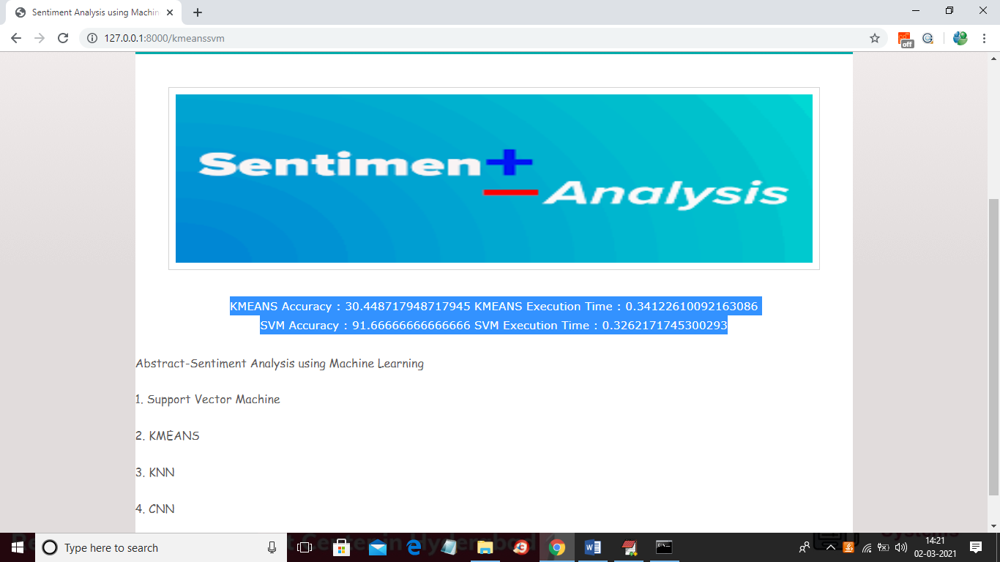 Sentiment Analysis using Machin
127.0.0.1:8000/kmeanssvm
off
Sentimen
Analysis
KMEANS Accuracy : 30.448717948717945 KMEANS Execution Time : 0.34122610092163086
SVM Accuracy : 91.66666666666666 SVM Execution Time : 0.3262171745300293
Abstract-Sentiment Analysis using Machine Learning
1. Support Vector Machine
2. KMEANS
3. KNN
4. CNN
Type here to search
14:21
02-03-2021